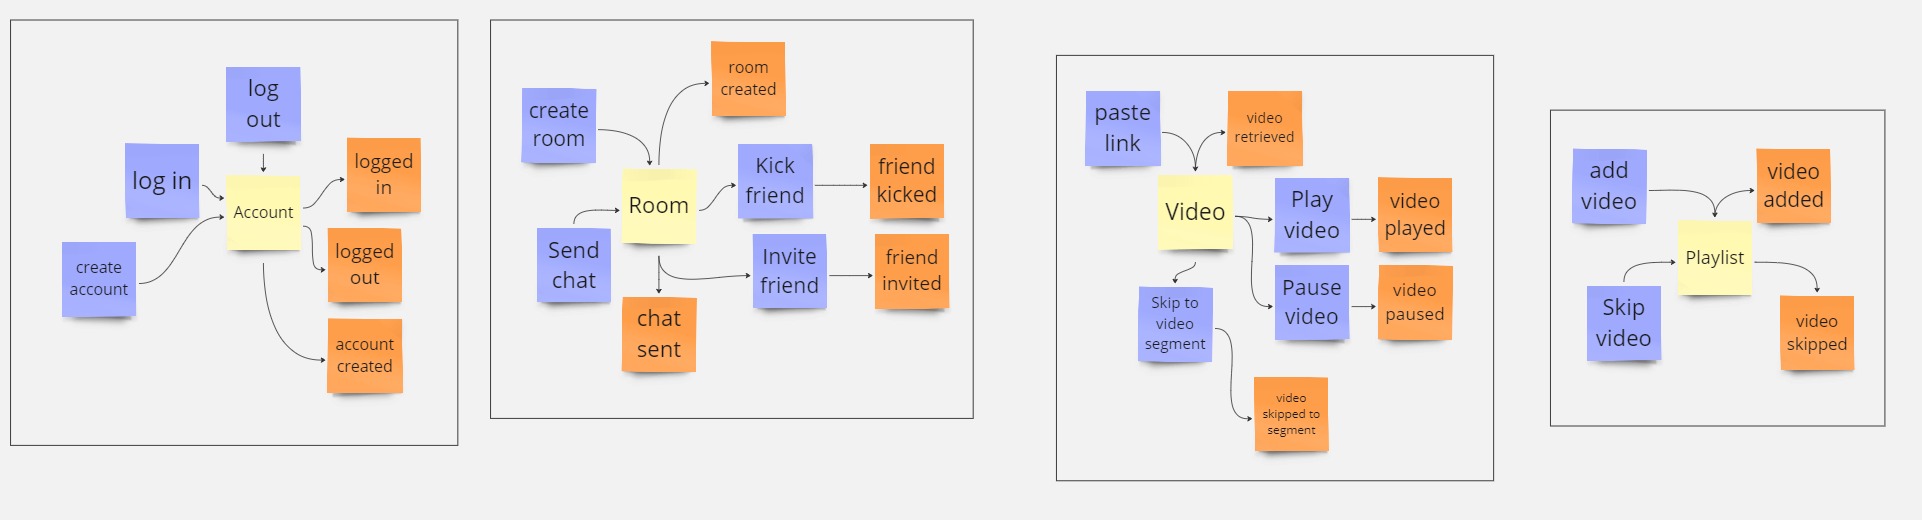 log
out
log in
logged
in
Account
logged
out
create
account
account
created
room
created
create
room
Kick
friend
friend
kicked
Room
Send
chat
Invite
friend
friend
invited
chat
sent
paste
link
video
retrieved
Video
Play
video
video
played
Skip to
video
segment
Pause
video
video
paused
video
skipped to
segment
add
video
video
added
Playlist
Skip
video
video
skipped